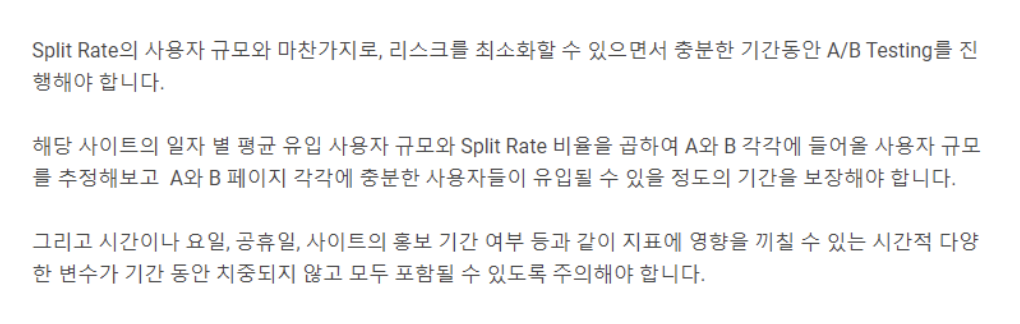 Split Rate의 사용자 규모와 마찬가지로, 리스크를 최소화할 수 있으면서 충분한 기간동안 A/B Testing를 진
행해야 합니다.
해당 사이트의 일자 별 평균 유입 사용자 규모와 Split Rate 비율을 곱하여 A와 B 각각에 들어올 사용자 규모
를 추정해보고  A와 B 페이지 각각에 충분한 사용자들이 유입될 수 있을 정도의 기간을 보장해야 합니다.
그리고 시간이나 요일, 공휴일, 사이트의 홍보 기간 여부 등과 같이 지표에 영향을 끼칠 수 있는 시간적 다양
한 변수가 기간 동안 치중되지 않고 모두 포함될 수 있도록 주의해야 합니다.